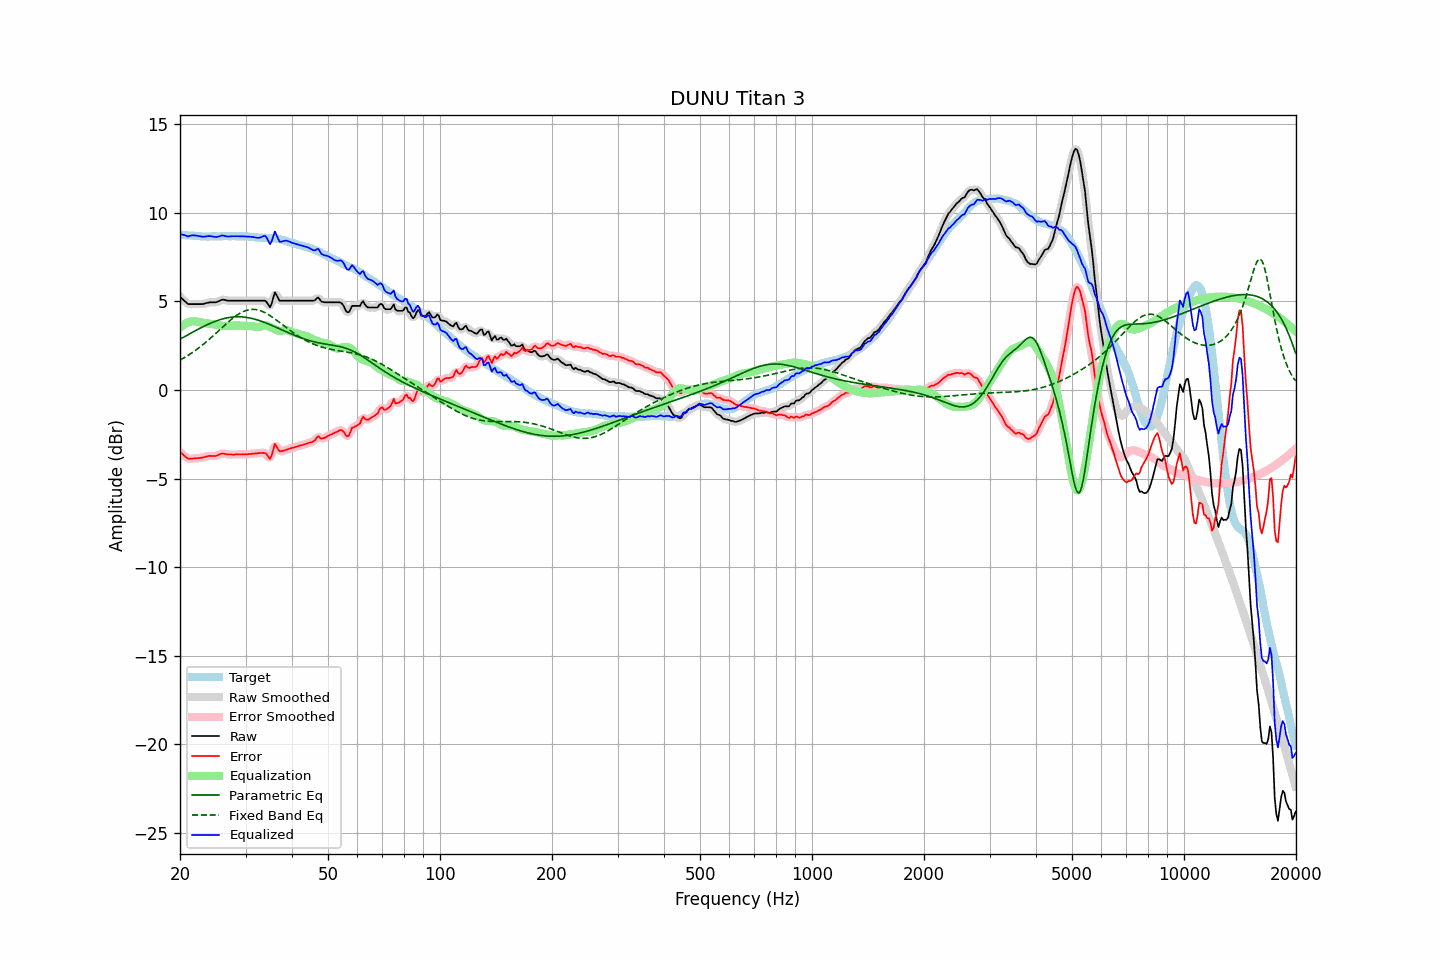 DUNU Titan 3
15
10
5
0
−5
−10
−15
−20
−25
Amplitude (dBr)
Target
Raw Smoothed
Error Smoothed
Raw
Error
Equalization
Parametric Eq
Fixed Band Eq
Equalized
20 50 100 200 500 1000 2000 5000 10000 20000
Frequency (Hz)